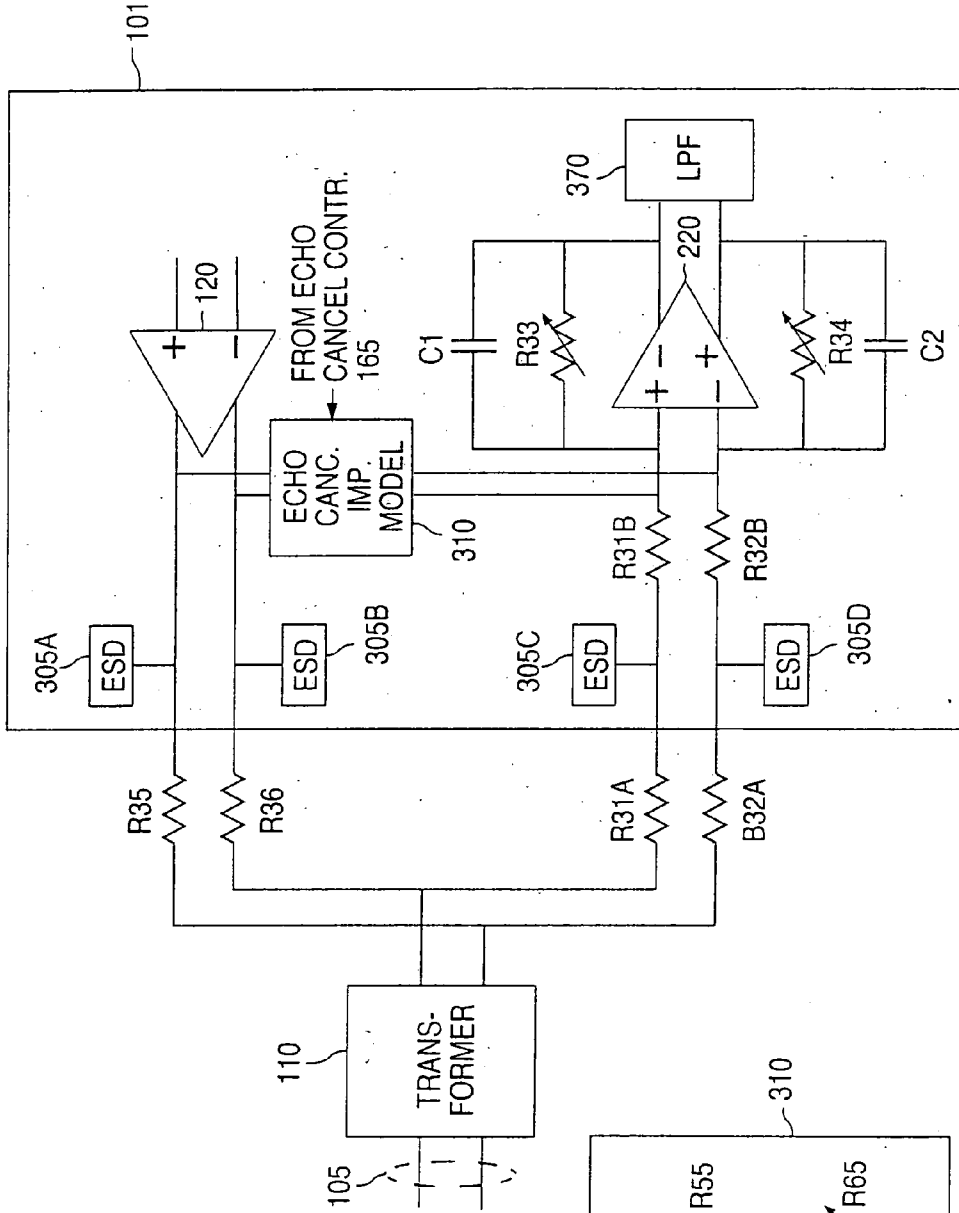 101
120
+
−
FROM ECHO
CANCEL CONTR.
165
370
LPF
C1
R33
220
+ −
− +
R34
C2
ECHO
CANC.
IMP.
MODEL
310
305A
ESD
ESD
305B
R31B
R32B
305C
ESD
ESD
305D
R35
R36
R31A
B32A
110
TRANS-
FORMER
105
310
R55
R65